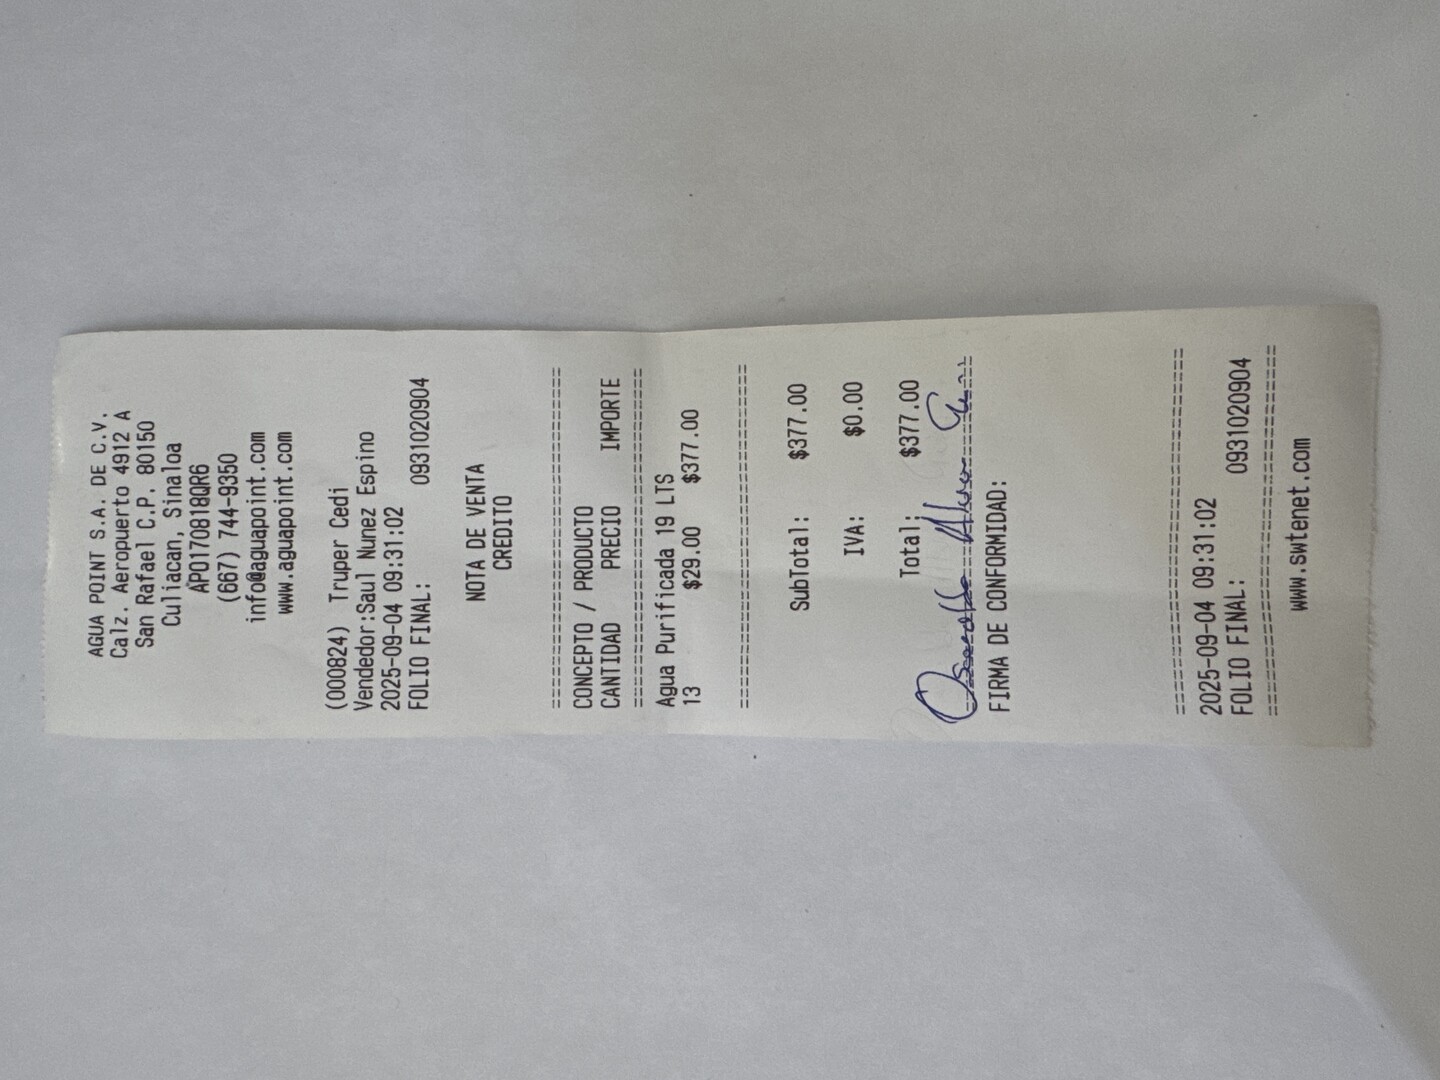 AGUA POINT S.A. DE C.V.
Calz. Aeropuerto 4912 A
San Rafael C.P. 80150
Culiacan, Sinaloa
APO170818QR6
(667) 744-9350
info@aguapoint.com
www.aguapoint.com
(000824) Truper Cedi
Vendedor:Saul Nunez Espino
2025-09-04 09:31:02
FOLIO FINAL: 0931020904
NOTA DE VENTA
CREDITO
================================
CONCEPTO / PRODUCTO
CANTIDAD PRECIO IMPORTE
================================
Agua Purificada 19 LTS
13 $29.00 $377.00
================================
SubTotal: $377.00
IVA: $0.00
Total: $377.00
FIRMA DE CONFORMIDAD:
================================
2025-09-04 09:31:02
FOLIO FINAL: 0931020904
================================
www.swtenet.com